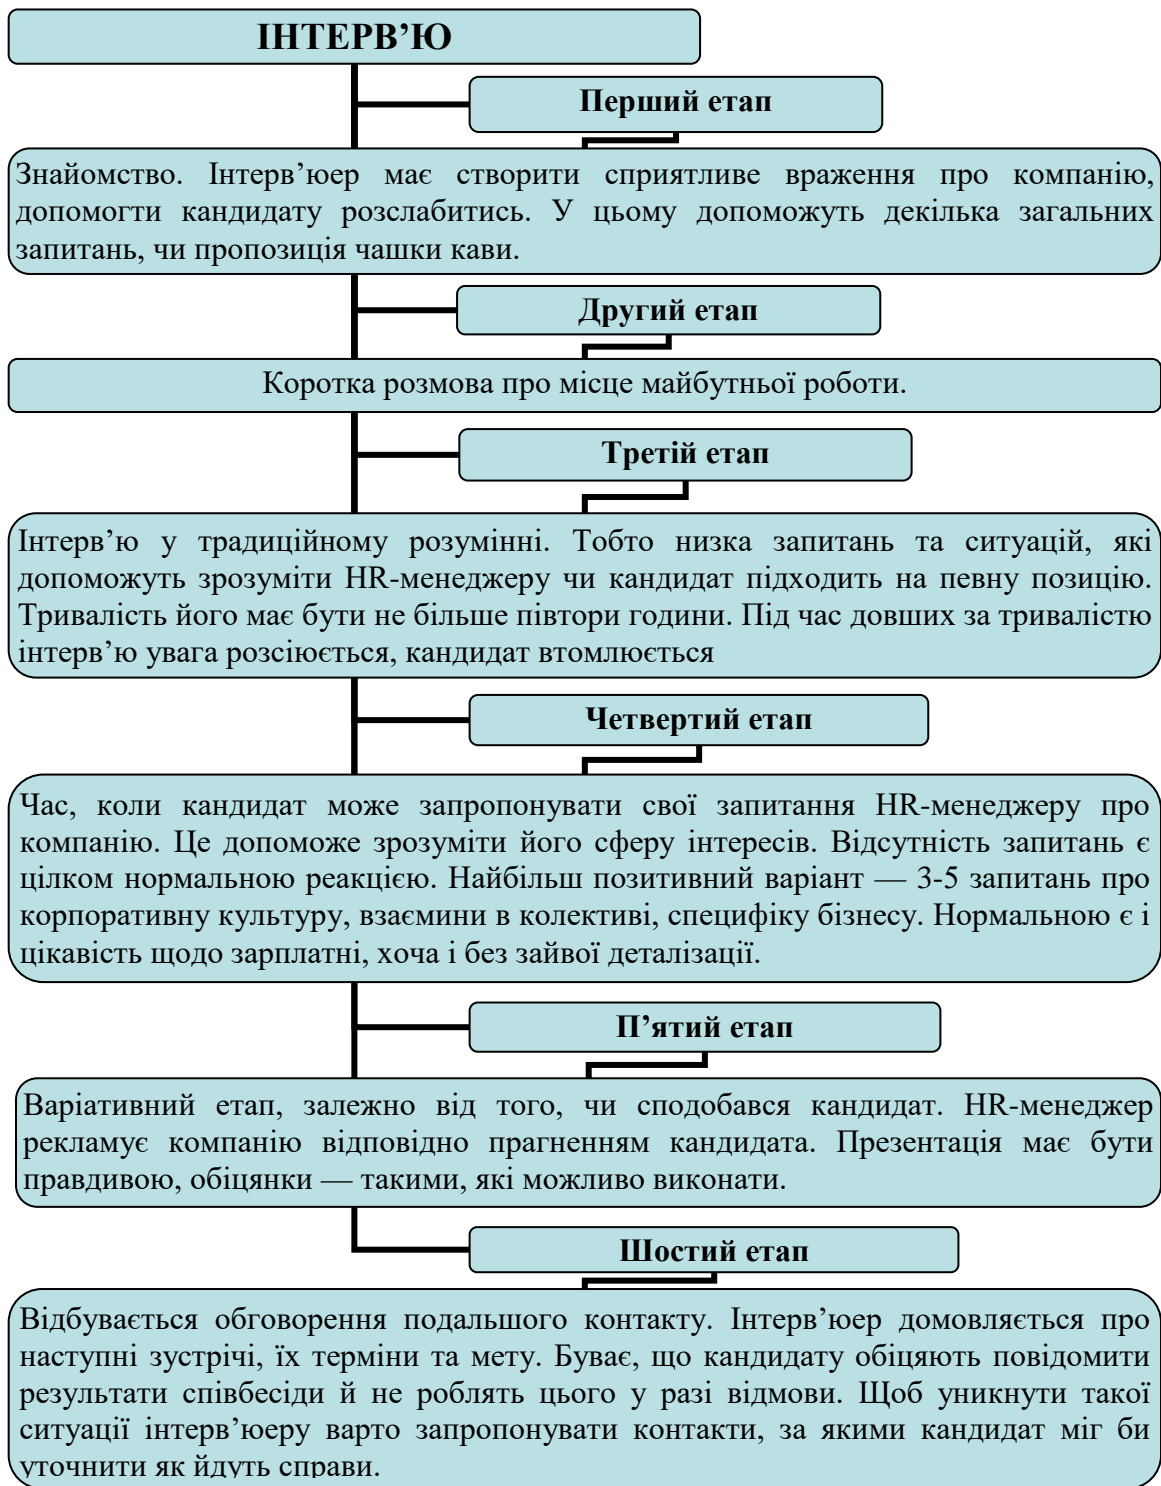 ІНТЕРВ’Ю
Перший етап
Знайомство. Інтерв’юер має створити сприятливе враження про компанію,
допомогти кандидату розслабитись. У цьому допоможуть декілька загальних
запитань, чи пропозиція чашки кави.
Другий етап
Коротка розмова про місце майбутньої роботи.
Третій етап
Інтерв’ю у традиційному розумінні. Тобто низка запитань та ситуацій, які
допоможуть зрозуміти HR-менеджеру чи кандидат підходить на певну позицію.
Тривалість його має бути не більше півтори години. Під час довших за тривалістю
інтерв’ю увага розсіюється, кандидат втомлюється
Четвертий етап
Час, коли кандидат може запропонувати свої запитання HR-менеджеру про
компанію. Це допоможе зрозуміти його сферу інтересів. Відсутність запитань є
цілком нормальною реакцією. Найбільш позитивний варіант — 3-5 запитань про
корпоративну культуру, взаємини в колективі, специфіку бізнесу. Нормальною є і
цікавість щодо зарплатні, хоча і без зайвої деталізації.
П’ятий етап
Варіативний етап, залежно від того, чи сподобався кандидат. HR-менеджер
рекламує компанію відповідно прагненням кандидата. Презентація має бути
правдивою, обіцянки — такими, які можливо виконати.
Шостий етап
Відбувається обговорення подальшого контакту. Інтерв’юер домовляється про
наступні зустрічі, їх терміни та мету. Буває, що кандидату обіцяють повідомити
результати співбесіди й не роблять цього у разі відмови. Щоб уникнути такої
ситуації інтерв’юеру варто запропонувати контакти, за якими кандидат міг би
уточнити як йдуть справи.